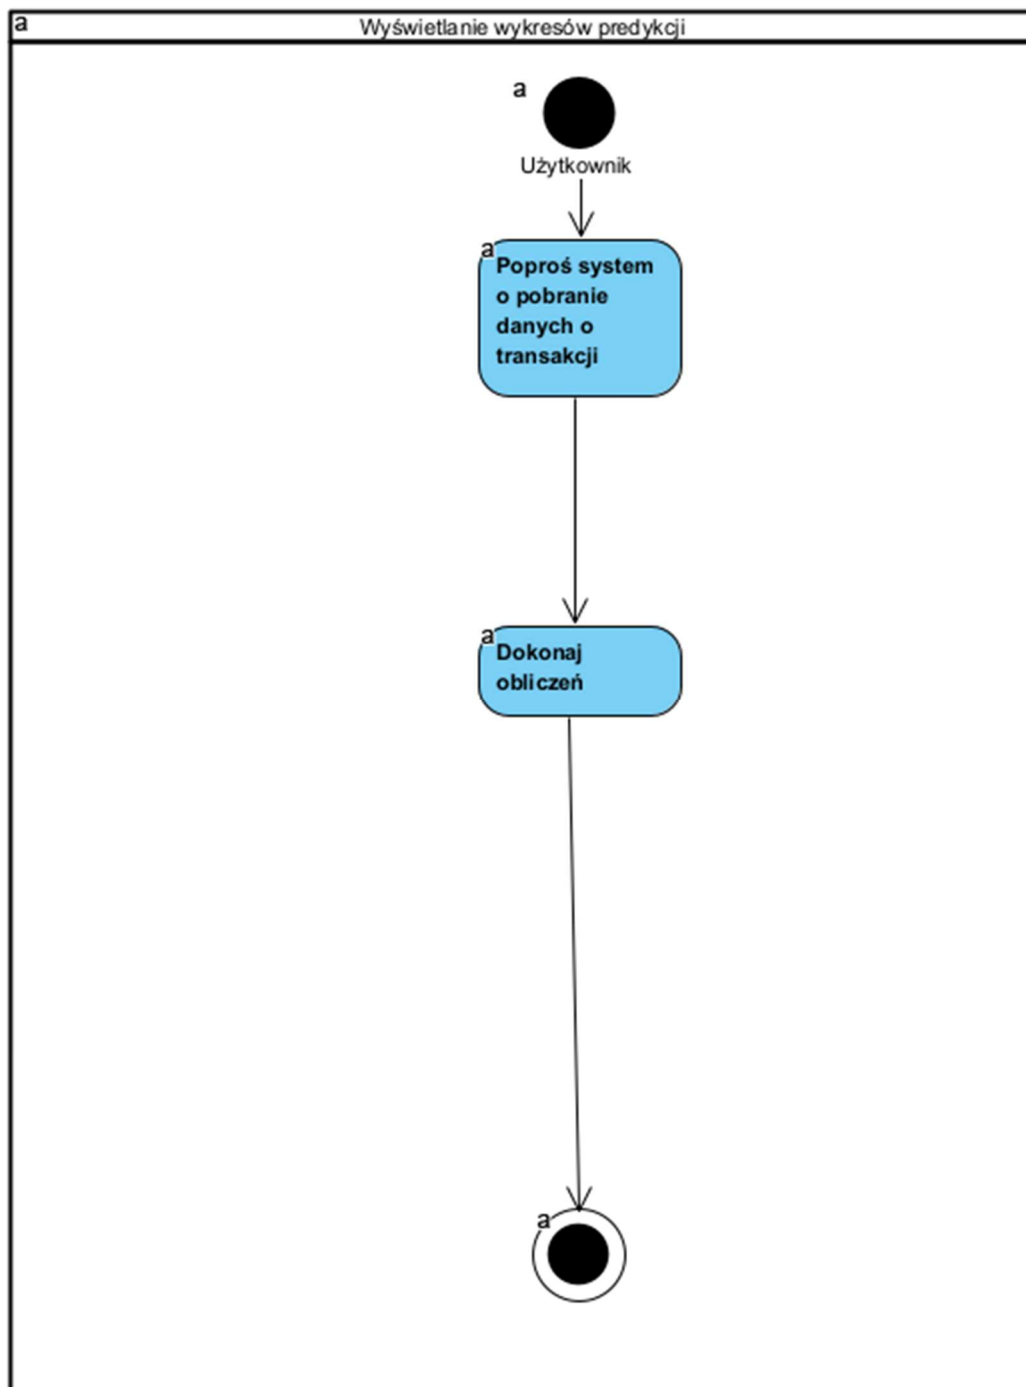 a
Wyświetlanie wykresów predykcji
a
Użytkownik
a
Poproś system
o pobranie
danych o
transakcji
a
Dokonaj
obliczeń
a